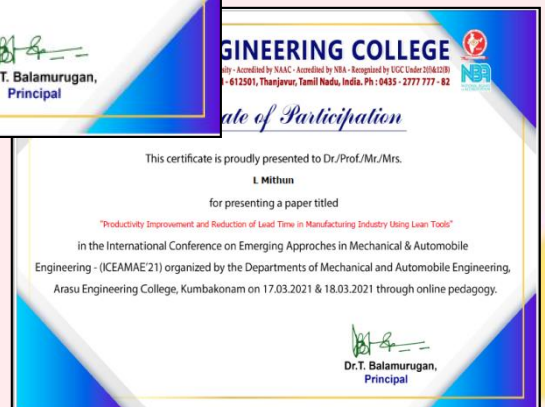 T. Balamurugan,
Principal
GINEERING COLLEGE
- Accredited by NAAC - Accredited by NBA - Recognized by UGC Under 2(f)&12(B)
- 612501, Thanjavur, Tamil Nadu, India. Ph : 0435 - 2777 777 - 82
NBA
te of Participation
This certificate is proudly presented to Dr./Prof./Mr./Mrs.
L Mithun
for presenting a paper titled
"Productivity Improvement and Reduction of Lead Time in Manufacturing Industry Using Lean Tools"
in the International Conference on Emerging Approches in Mechanical & Automobile
Engineering - (ICEAMAE'21) organized by the Departments of Mechanical and Automobile Engineering,
Arasu Engineering College, Kumbakonam on 17.03.2021 & 18.03.2021 through online pedagogy.
Dr.T. Balamurugan,
Principal